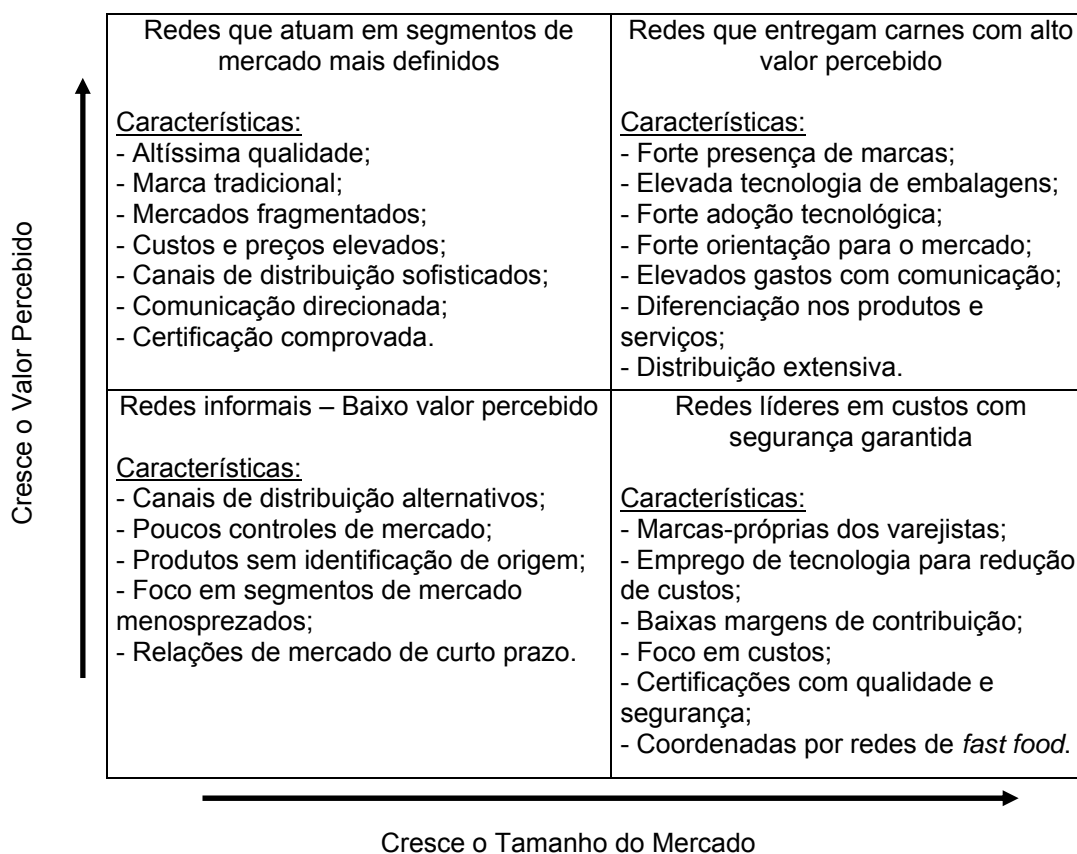 Cresce o Valor Percebido
Redes que atuam em segmentos de
mercado mais definidos
Características:
- Altíssima qualidade;
- Marca tradicional;
- Mercados fragmentados;
- Custos e preços elevados;
- Canais de distribuição sofisticados;
- Comunicação direcionada;
- Certificação comprovada.
Redes que entregam carnes com alto
valor percebido
Características:
- Forte presença de marcas;
- Elevada tecnologia de embalagens;
- Forte adoção tecnológica;
- Forte orientação para o mercado;
- Elevados gastos com comunicação;
- Diferenciação nos produtos e
serviços;
- Distribuição extensiva.
Redes informais – Baixo valor percebido
Características:
- Canais de distribuição alternativos;
- Poucos controles de mercado;
- Produtos sem identificação de origem;
- Foco em segmentos de mercado
menosprezados;
- Relações de mercado de curto prazo.
Redes líderes em custos com
segurança garantida
Características:
- Marcas-próprias dos varejistas;
- Emprego de tecnologia para redução
de custos;
- Baixas margens de contribuição;
- Foco em custos;
- Certificações com qualidade e
segurança;
- Coordenadas por redes de fast food.
Cresce o Tamanho do Mercado